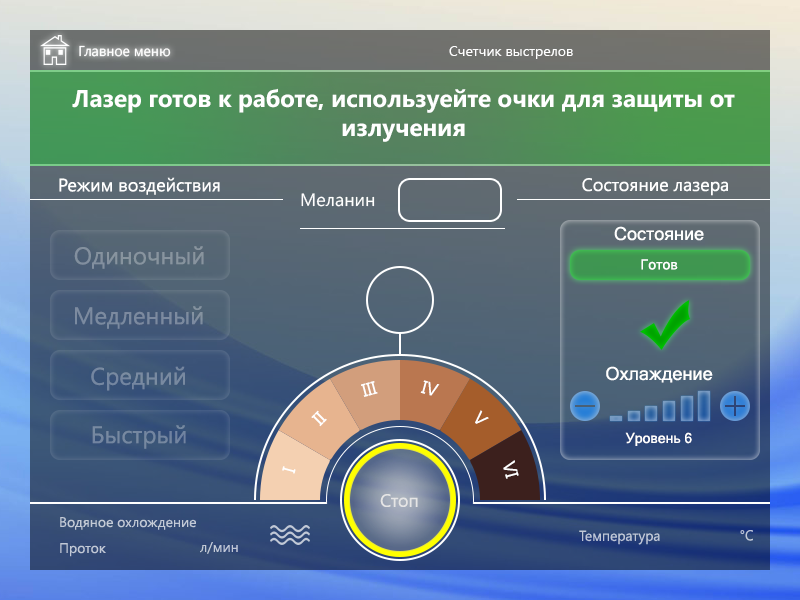 Главное меню
Счетчик выстрелов
Лазер готов к работе, используейте очки для защиты от
излучения
Режим воздействия
Меланин
Состояние лазера
Одиночный
Медленный
Средний
Быстрый
I
II
III
IV
V
VI
Стоп
Состояние
Готов
Охлаждение
Уровень 6
Водяное охлождение
Проток
л/мин
Температура
°C